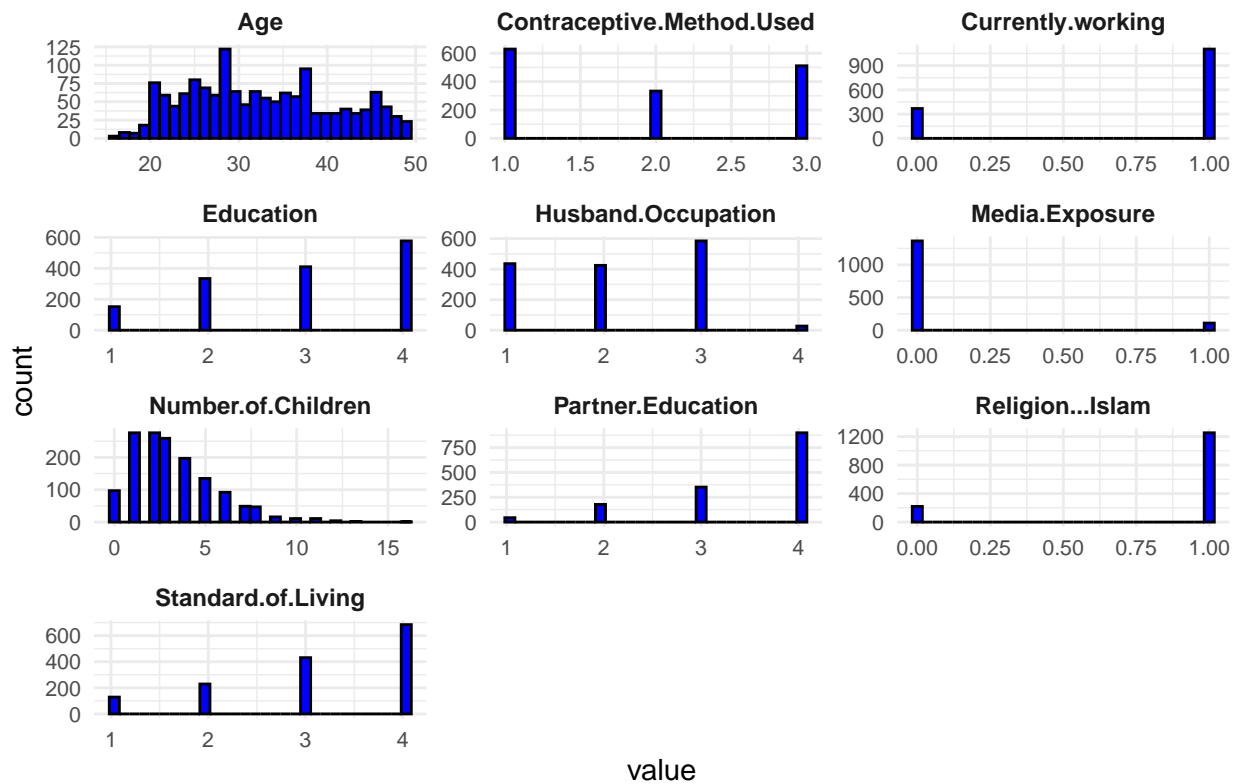 Age
125
100
75
50
25
0
20 30 40 50
Contraceptive.Method.Used
600
400
200
0
1.0 1.5 2.0 2.5 3.0
Currently.working
900
600
300
0
0.00 0.25 0.50 0.75 1.00
Education
600
400
200
0
1 2 3 4
Husband.Occupation
600
400
200
0
1 2 3 4
Media.Exposure
1000
500
0
0.00 0.25 0.50 0.75 1.00
Number.of.Children
200
100
0
0 5 10 15
Partner.Education
750
500
250
0
1 2 3 4
Religion...Islam
1200
800
400
0
0.00 0.25 0.50 0.75 1.00
Standard.of.Living
600
400
200
0
1 2 3 4
count
value